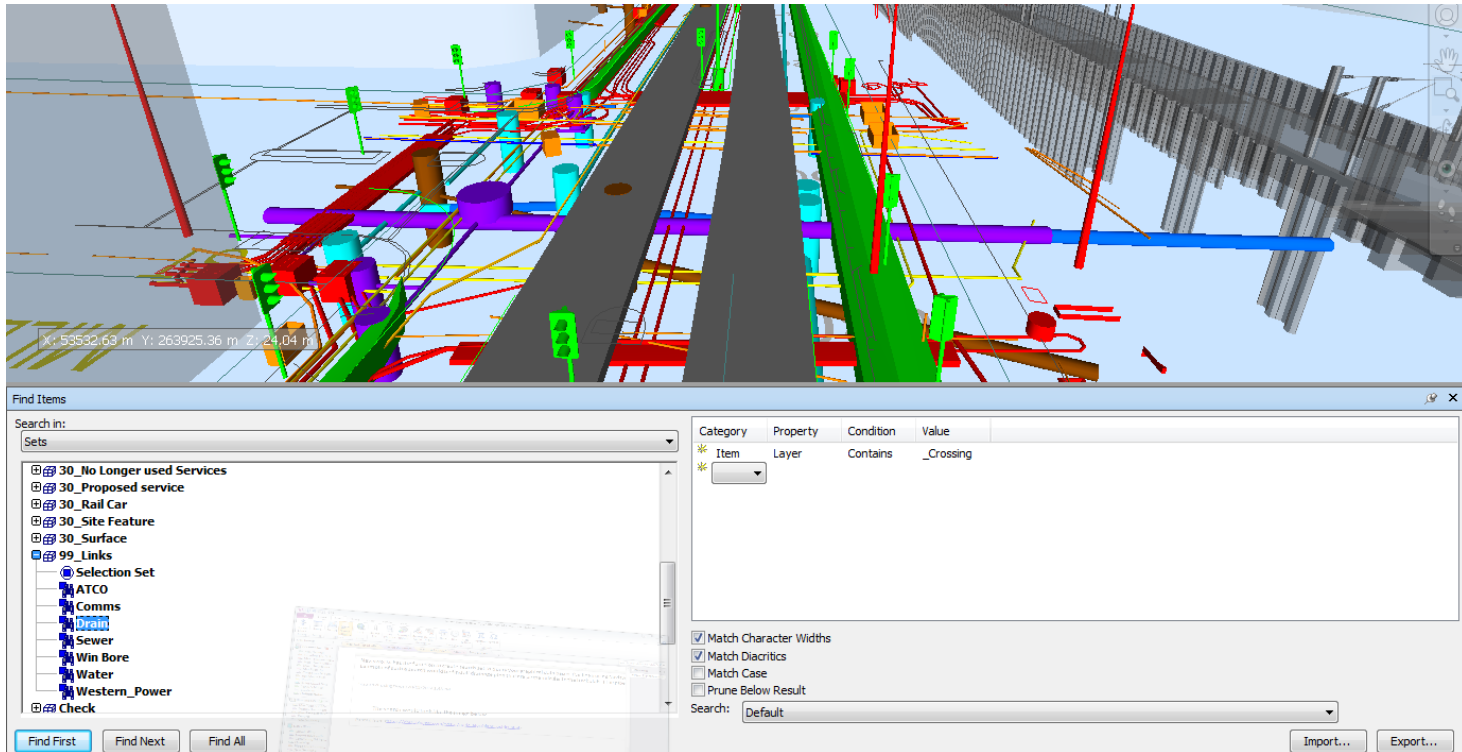 X: 53532.63 m  Y: 263925.36 m  Z: 24.04 m
Find Items
Search in:
Sets
30_No Longer used Services
30_Proposed service
30_Rail Car
30_Site Feature
30_Surface
99_Links
Selection Set
ATCO
Comms
Drain
Sewer
Win Bore
Water
Western_Power
Check
Find First Find Next Find All
Category Property Condition Value
Item Layer Contains _Crossing
Match Character Widths
Match Diacritics
Match Case
Prune Below Result
Search: Default
Import... Export...